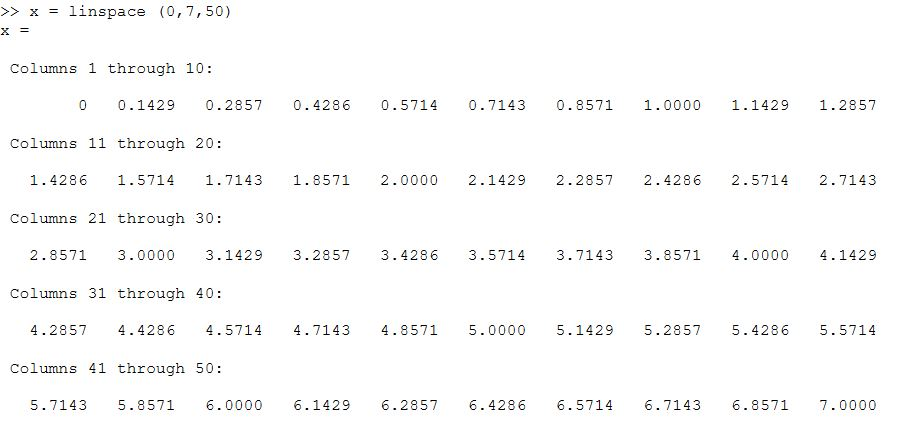 >> x = linspace (0,7,50)
x =
Columns 1 through 10:
0 0.1429 0.2857 0.4286 0.5714 0.7143 0.8571 1.0000 1.1429 1.2857
Columns 11 through 20:
1.4286 1.5714 1.7143 1.8571 2.0000 2.1429 2.2857 2.4286 2.5714 2.7143
Columns 21 through 30:
2.8571 3.0000 3.1429 3.2857 3.4286 3.5714 3.7143 3.8571 4.0000 4.1429
Columns 31 through 40:
4.2857 4.4286 4.5714 4.7143 4.8571 5.0000 5.1429 5.2857 5.4286 5.5714
Columns 41 through 50:
5.7143 5.8571 6.0000 6.1429 6.2857 6.4286 6.5714 6.7143 6.8571 7.0000